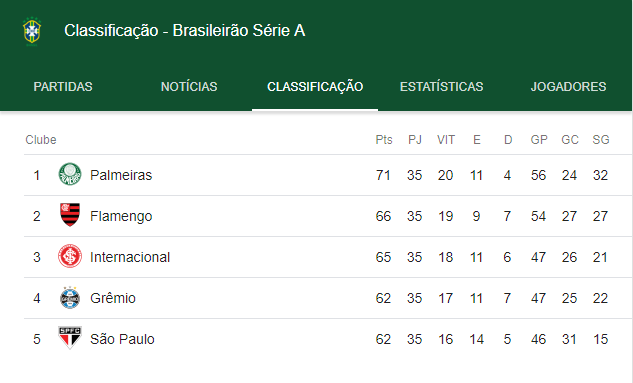 Classificação - Brasileirão Série A
PARTIDAS NOTÍCIAS CLASSIFICAÇÃO ESTATÍSTICAS JOGADORES
Clube Pts PJ VIT E D GP GC SG
1 Palmeiras 71 35 20 11 4 56 24 32
2 Flamengo 66 35 19 9 7 54 27 27
3 Internacional 65 35 18 11 6 47 26 21
4 Grêmio 62 35 17 11 7 47 25 22
5 São Paulo 62 35 16 14 5 46 31 15